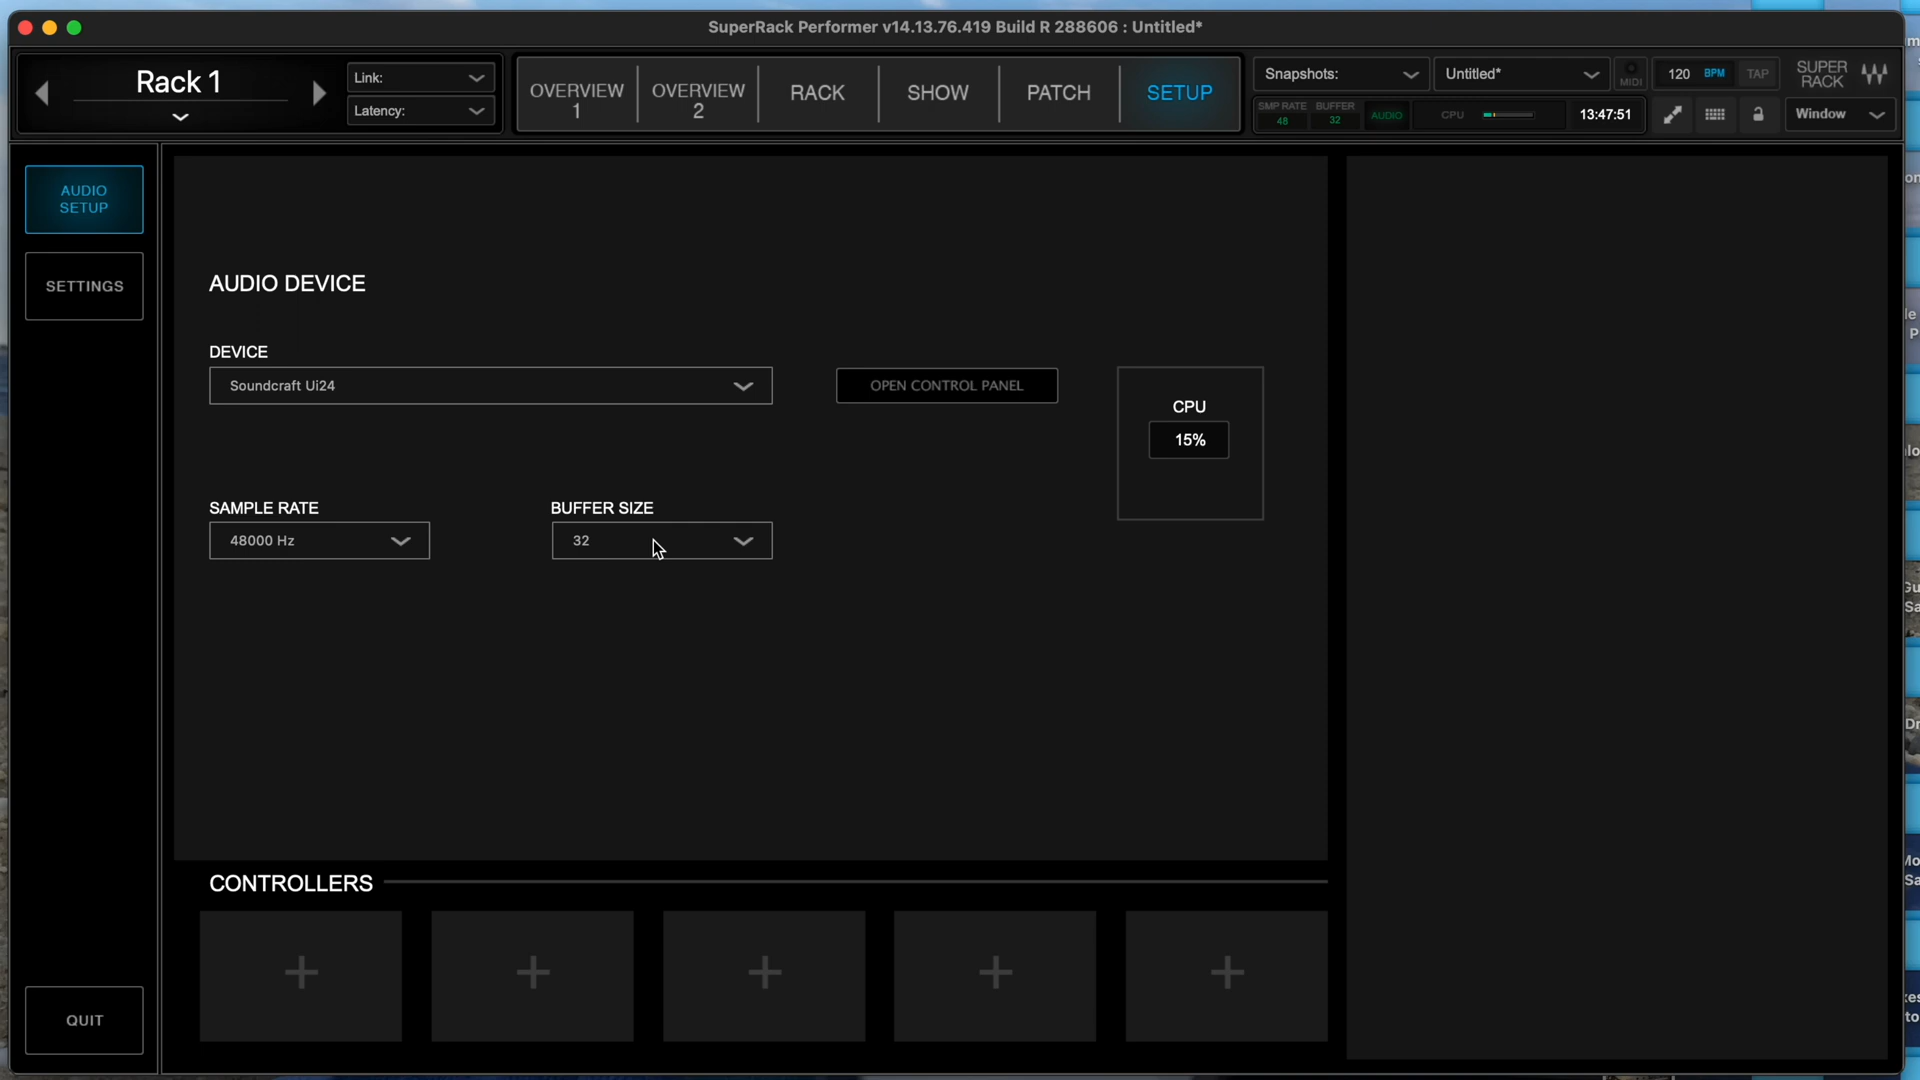 SuperRack Performer v14.13.76.419 Build R 288606 : Untitled*
Rack 1
Link:
Latency:
OVERVIEW
1
OVERVIEW
2
RACK
SHOW
PATCH
SETUP
Snapshots:
Untitled*
MIDI
120 BPM TAP
SUPER
RACK
SMP RATE
48
BUFFER
32
AUDIO
CPU
13:47:51
Window
AUDIO
SETUP
SETTINGS
QUIT
AUDIO DEVICE
DEVICE
Soundcraft Ui24
OPEN CONTROL PANEL
CPU
15%
SAMPLE RATE
48000 Hz
BUFFER SIZE
32
CONTROLLERS